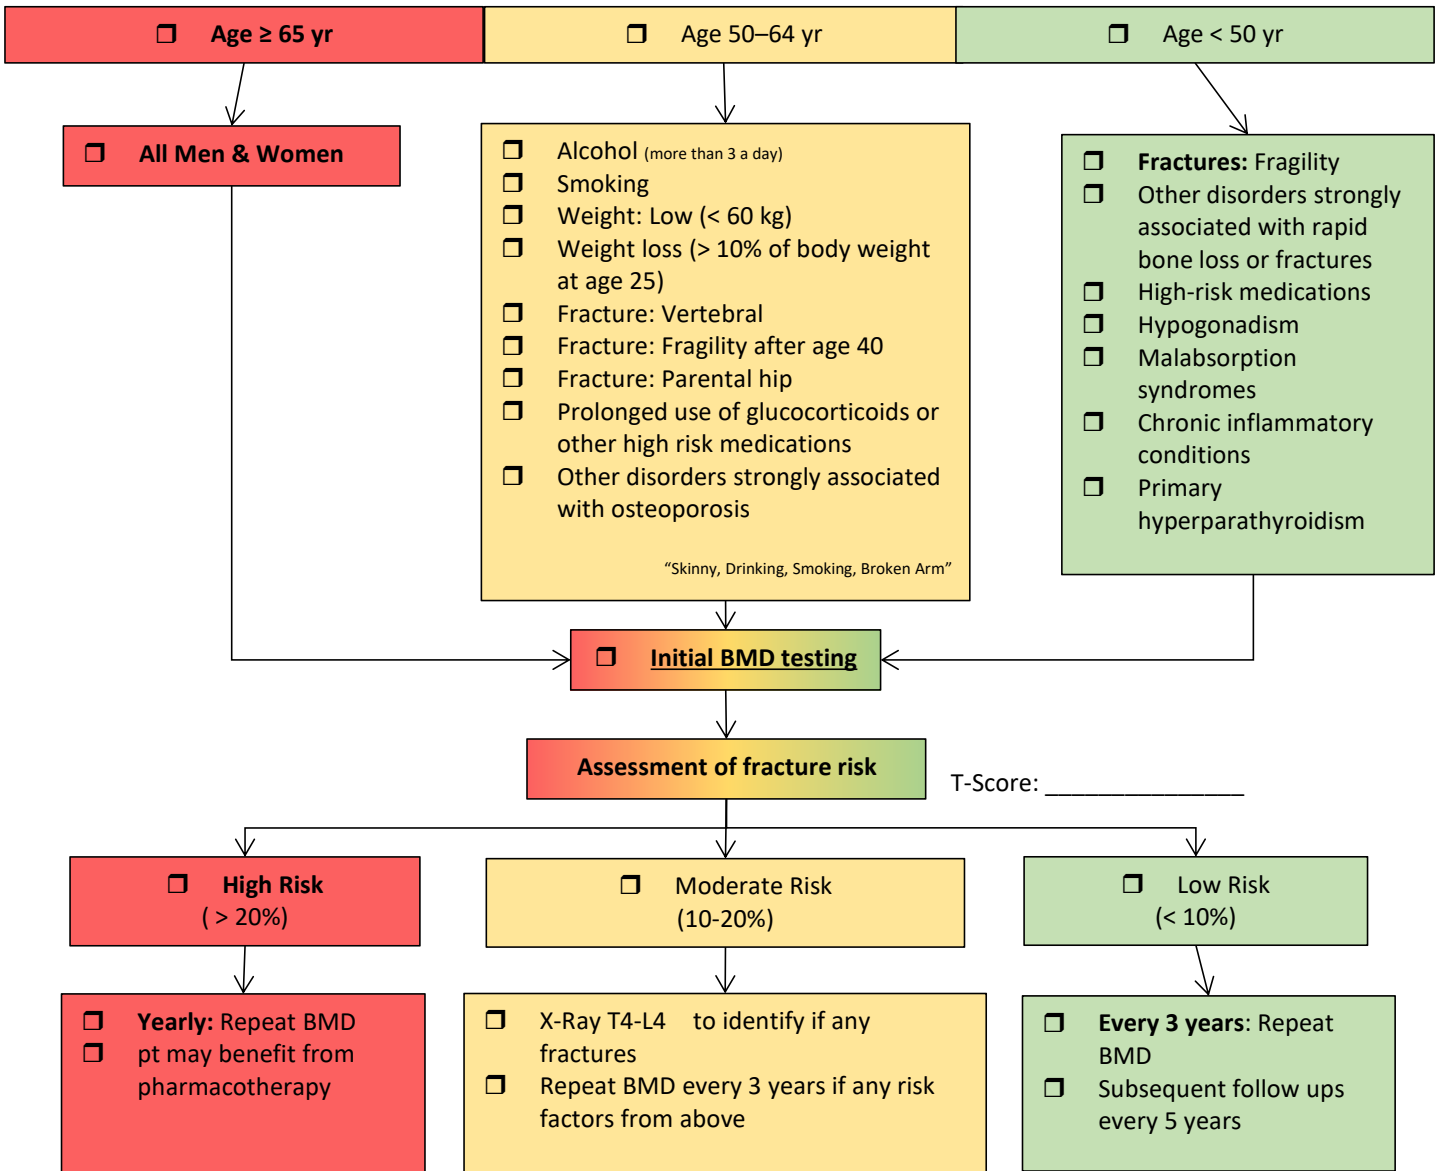 ❒ Age ≥ 65 yr
❒ Age 50–64 yr
❒ Age < 50 yr
❒ All Men & Women
❒ Alcohol (more than 3 a day)
❒ Smoking
❒ Weight: Low (< 60 kg)
❒ Weight loss (> 10% of body weight
at age 25)
❒ Fracture: Vertebral
❒ Fracture: Fragility after age 40
❒ Fracture: Parental hip
❒ Prolonged use of glucocorticoids or
other high risk medications
❒ Other disorders strongly associated
with osteoporosis
“Skinny, Drinking, Smoking, Broken Arm”
❒ Fractures: Fragility
❒ Other disorders strongly
associated with rapid
bone loss or fractures
❒ High-risk medications
❒ Hypogonadism
❒ Malabsorption
syndromes
❒ Chronic inflammatory
conditions
❒ Primary
hyperparathyroidism
❒ Initial BMD testing
Assessment of fracture risk
T-Score: _______________
❒ High Risk
( > 20%)
❒ Moderate Risk
(10-20%)
❒ Low Risk
(< 10%)
❒ Yearly: Repeat BMD
❒ pt may benefit from
pharmacotherapy
❒ X-Ray T4-L4 to identify if any
fractures
❒ Repeat BMD every 3 years if any risk
factors from above
❒ Every 3 years: Repeat
BMD
❒ Subsequent follow ups
every 5 years